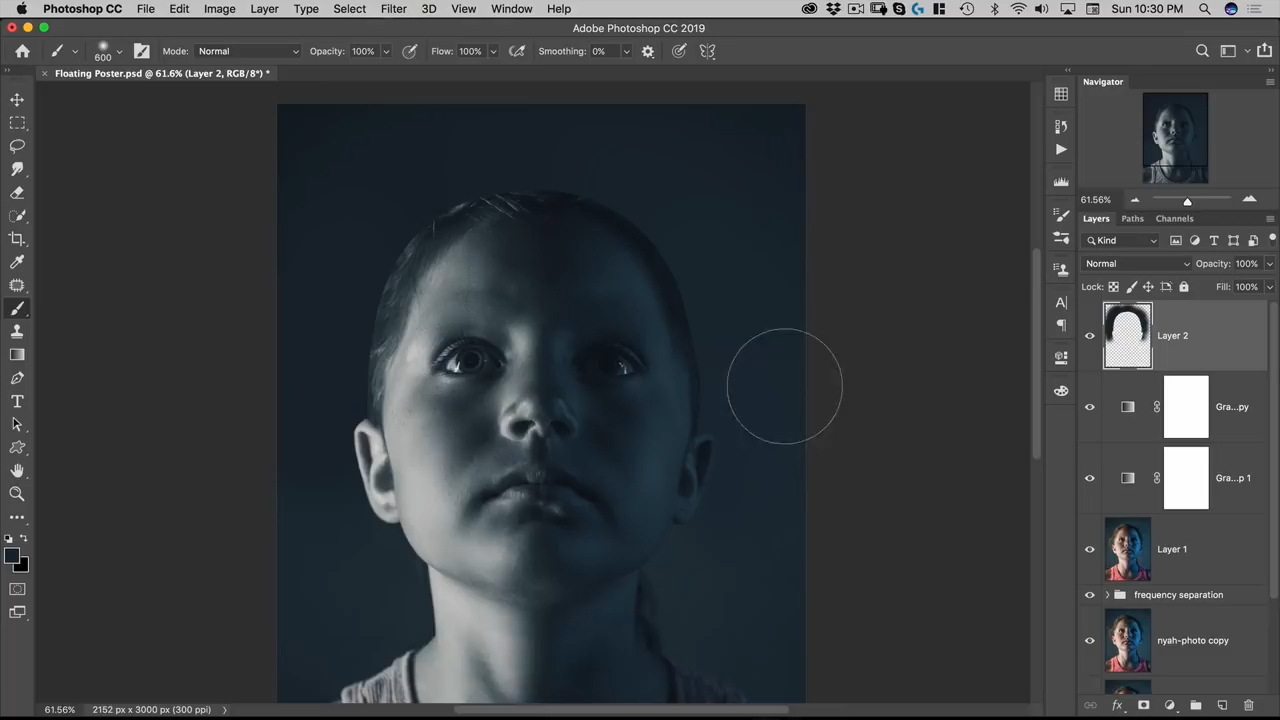 Photoshop CC File Edit Image Layer Type Select Filter 3D View Window Help Sun 10:30 PM
Adobe Photoshop CC 2019
600 Mode: Normal Opacity: 100% Flow: 100% Smoothing: 0%
Floating Poster.psd @ 61.6% (Layer 2, RGB/8*) *
Navigator
61.56%
Layers Paths Channels
Kind
Normal Opacity: 100%
Lock: Fill: 100%
Layer 2
Gra...py
Gra...p 1
Layer 1
frequency separation
nyah-photo copy
61.56% 2152 px x 3000 px (300 ppi)